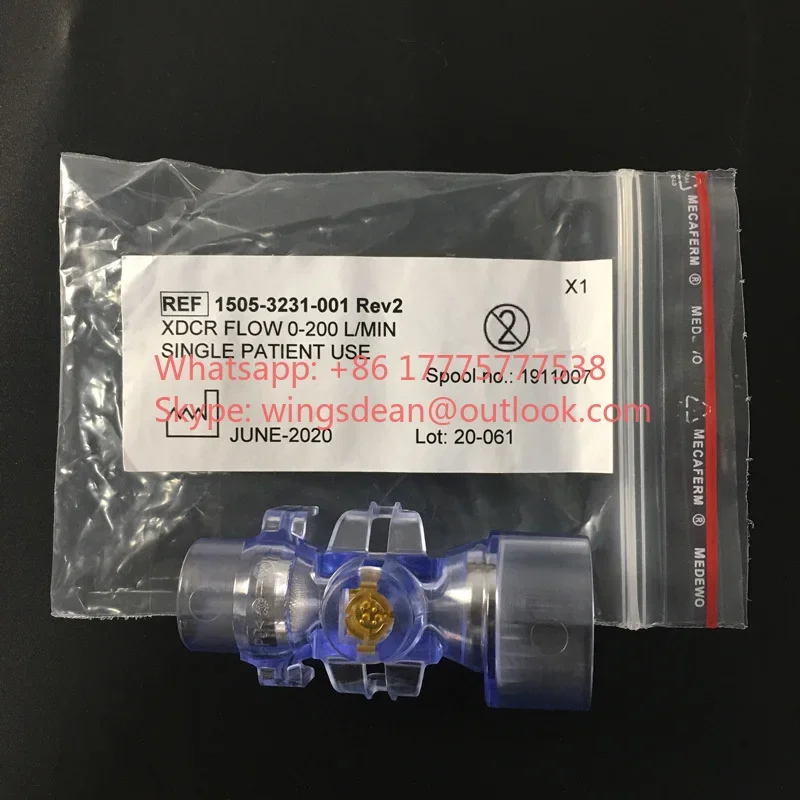 X1
REF 1505-3231-001 Rev2
XDCR FLOW 0-200 L/MIN
SINGLE PATIENT USE
2
Whatsapp: +86 17775777538
Spool no.: 1911007
Skype: wingsdean@outlook.com
JUNE-2020
Lot: 20-061
MECAFERM ®
MECAFERM ®
MEDEWO